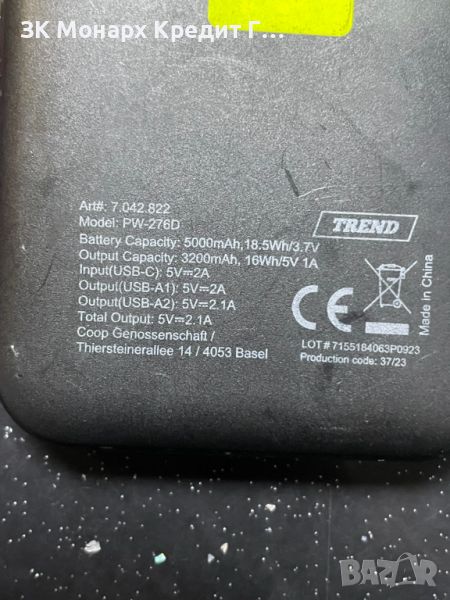 ЗК Монарх Кредит Г...
Art#: 7.042.822
Model: PW-276D
Battery Capacity: 5000mAh,18.5Wh/3.7V
Output Capacity: 3200mAh, 16Wh/5V 1A
Input(USB-C): 5V⎓2A
Output(USB-A1): 5V⎓2A
Output(USB-A2): 5V⎓2.1A
Total Output: 5V⎓2.1A
Coop Genossenschaft /
Thiersteinerallee 14 / 4053 Basel
TREND
CE
Made in China
LOT # 7155184063P0923
Production code: 37/23
BAZAR